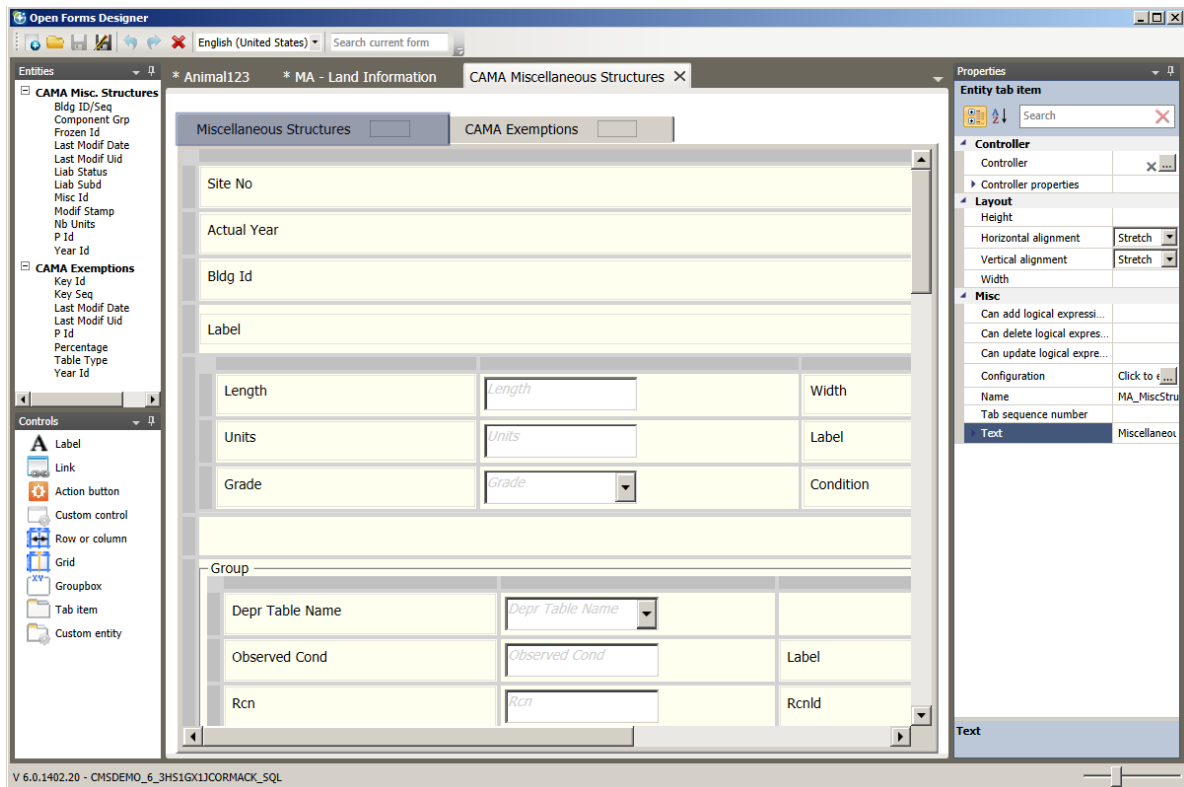 Open Forms Designer
English (United States)
Search current form
Entities
CAMA Misc. Structures
Bldg ID/Seq
Component Grp
Frozen Id
Last Modif Date
Last Modif Uid
Liab Status
Liab Subd
Misc Id
Modif Stamp
Nb Units
P Id
Year Id
CAMA Exemptions
Key Id
Key Seq
Last Modif Date
Last Modif Uid
P Id
Percentage
Table Type
Year Id
Controls
Label
Link
Action button
Custom control
Row or column
Grid
XY
Groupbox
Tab item
Custom entity
* Animal123 * MA - Land Information CAMA Miscellaneous Structures
Miscellaneous Structures CAMA Exemptions
Site No
Actual Year
Bldg Id
Label
Length Length Width
Units Units Label
Grade Grade Condition
Group
Depr Table Name Depr Table Name
Observed Cond Observed Cond Label
Rcn Rcn Rcnld
Properties
Entity tab item
Search
Controller
Controller ...
Controller properties
Layout
Height
Horizontal alignment Stretch
Vertical alignment Stretch
Width
Misc
Can add logical expressi...
Can delete logical expres...
Can update logical expre...
Configuration Click to e ...
Name MA_MiscStru
Tab sequence number
Text Miscellaneou
Text
V 6.0.1402.20 - CMSDEMO_6_3HS1GX1JCORMACK_SQL